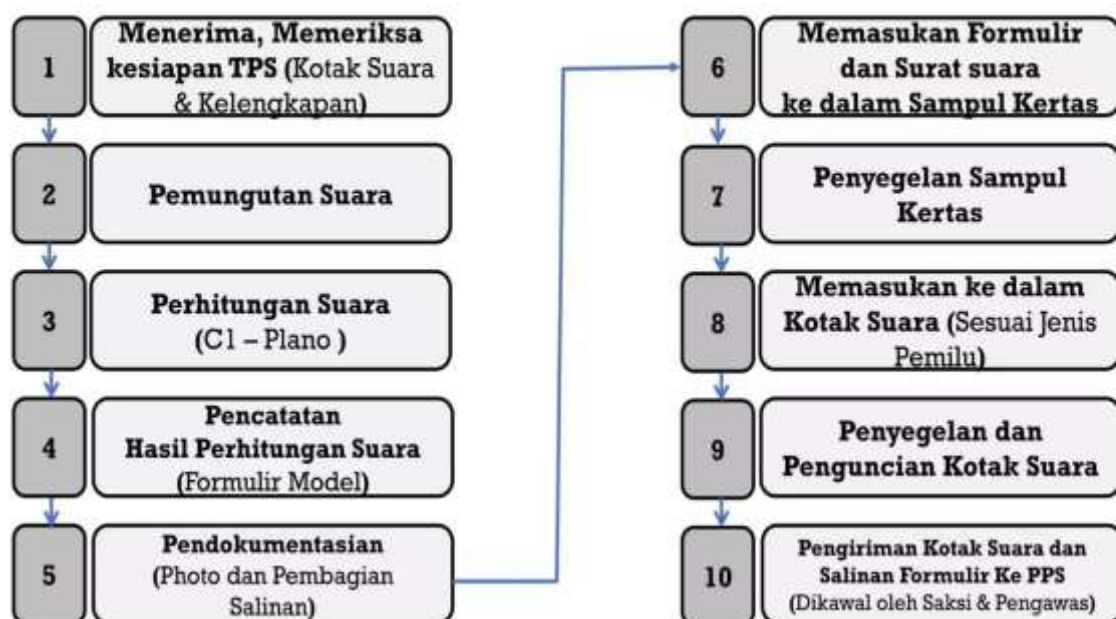 1
Menerima, Memeriksa
kesiapan TPS (Kotak Suara
& Kelengkapan)
2
Pemungutan Suara
3
Perhitungan Suara
(C1 – Plano )
4
Pencatatan
Hasil Perhitungan Suara
(Formulir Model)
5
Pendokumentasian
(Photo dan Pembagian
Salinan)
6
Memasukan Formulir
dan Surat suara
ke dalam Sampul Kertas
7
Penyegelan Sampul
Kertas
8
Memasukan ke dalam
Kotak Suara (Sesuai Jenis
Pemilu)
9
Penyegelan dan
Penguncian Kotak Suara
10
Pengiriman Kotak Suara dan
Salinan Formulir Ke PPS
(Dikawal oleh Saksi & Pengawas)